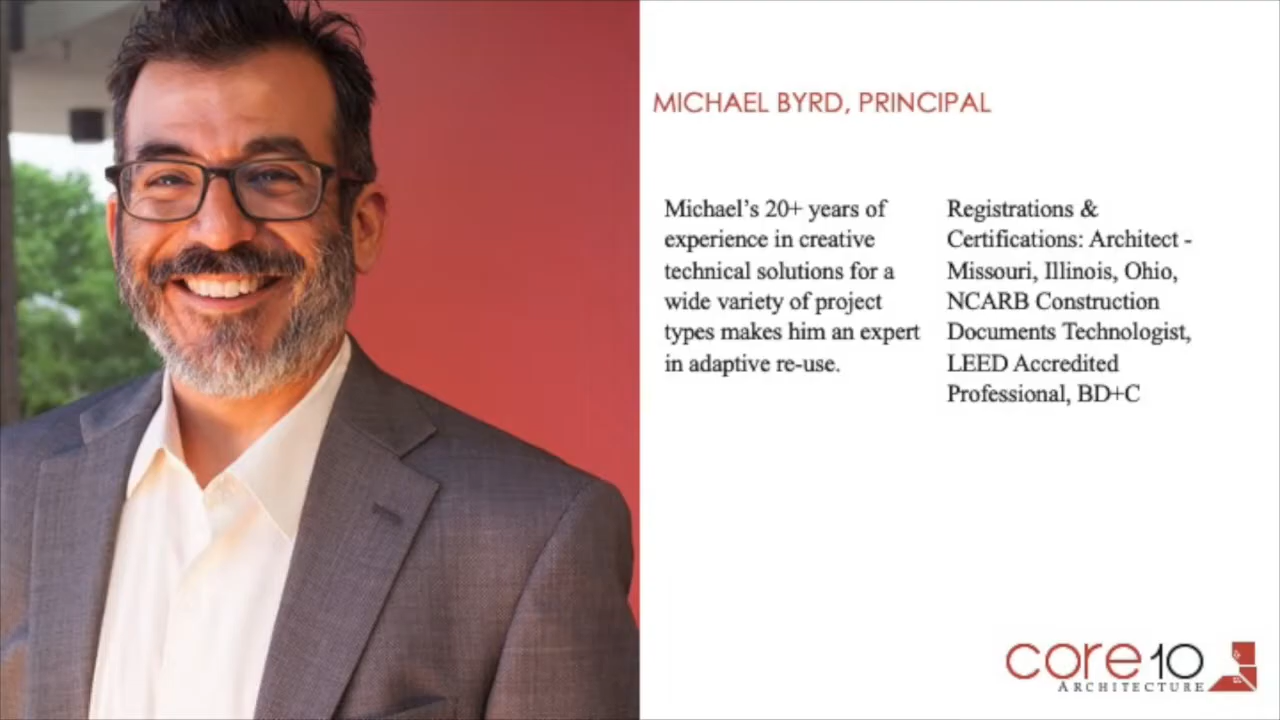 MICHAEL BYRD, PRINCIPAL
Michael’s 20+ years of
experience in creative
technical solutions for a
wide variety of project
types makes him an expert
in adaptive re-use.
Registrations &
Certifications: Architect -
Missouri, Illinois, Ohio,
NCARB Construction
Documents Technologist,
LEED Accredited
Professional, BD+C
core10
ARCHITECTURE